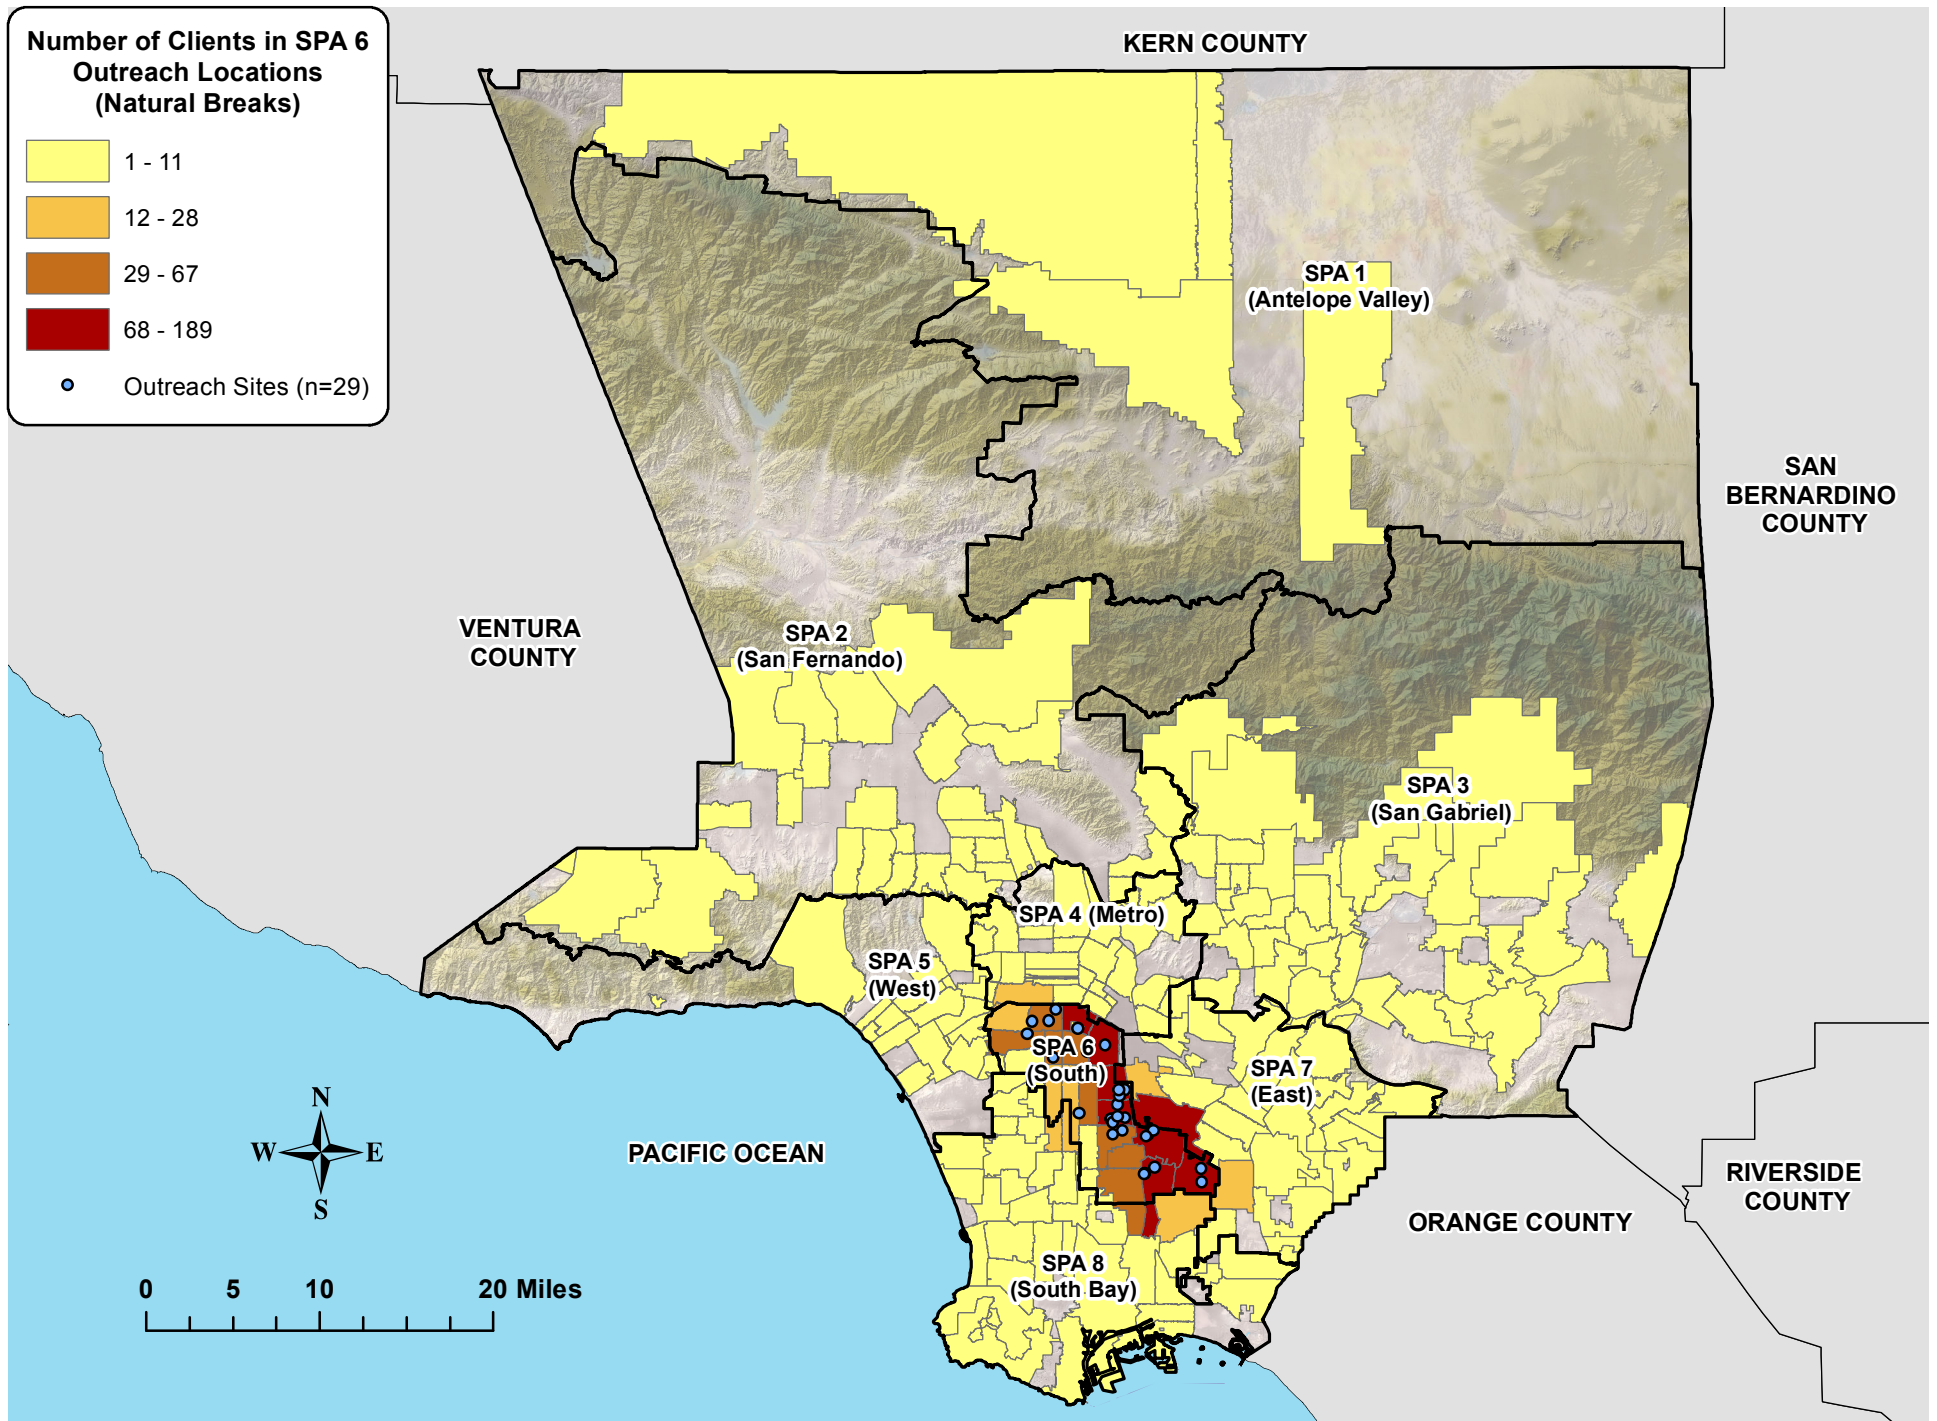 Number of Clients in SPA 6
Outreach Locations
(Natural Breaks)
1 - 11
12 - 28
29 - 67
68 - 189
Outreach Sites (n=29)
KERN COUNTY
SPA 1
(Antelope Valley)
SAN
BERNARDINO
COUNTY
VENTURA
COUNTY
SPA 2
(San Fernando)
SPA 3
(San Gabriel)
SPA 4 (Metro)
SPA 5
(West)
SPA 6
(South)
SPA 7
(East)
N
W E
S
PACIFIC OCEAN
RIVERSIDE
COUNTY
ORANGE COUNTY
SPA 8
(South Bay)
0 5 10 20 Miles